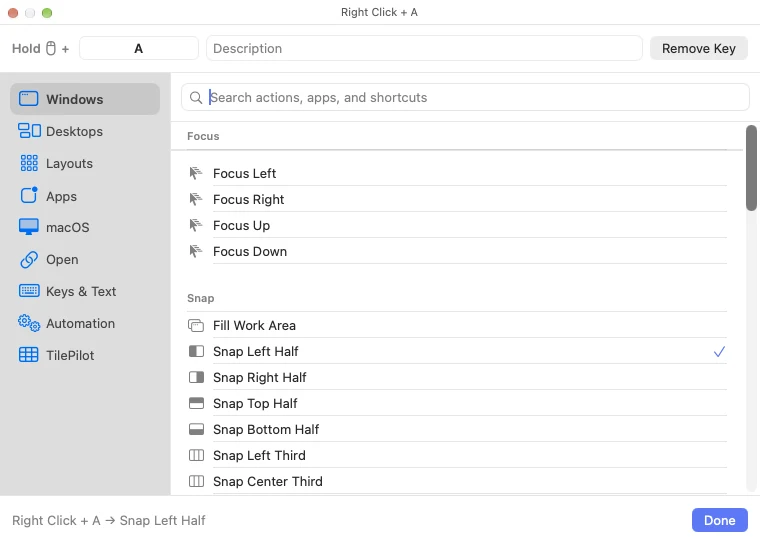 Right Click + A
Hold + A Description Remove Key
Windows
Desktops
Layouts
Apps
macOS
Open
Keys & Text
Automation
TilePilot
Search actions, apps, and shortcuts
Focus
Focus Left
Focus Right
Focus Up
Focus Down
Snap
Fill Work Area
Snap Left Half
Snap Right Half
Snap Top Half
Snap Bottom Half
Snap Left Third
Snap Center Third
Right Click + A → Snap Left Half
Done